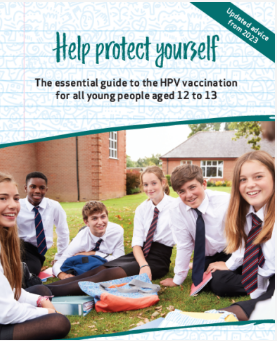 Updated advice
from 2023
Help protect yourself
The essential guide to the HPV vaccination
for all young people aged 12 to 13